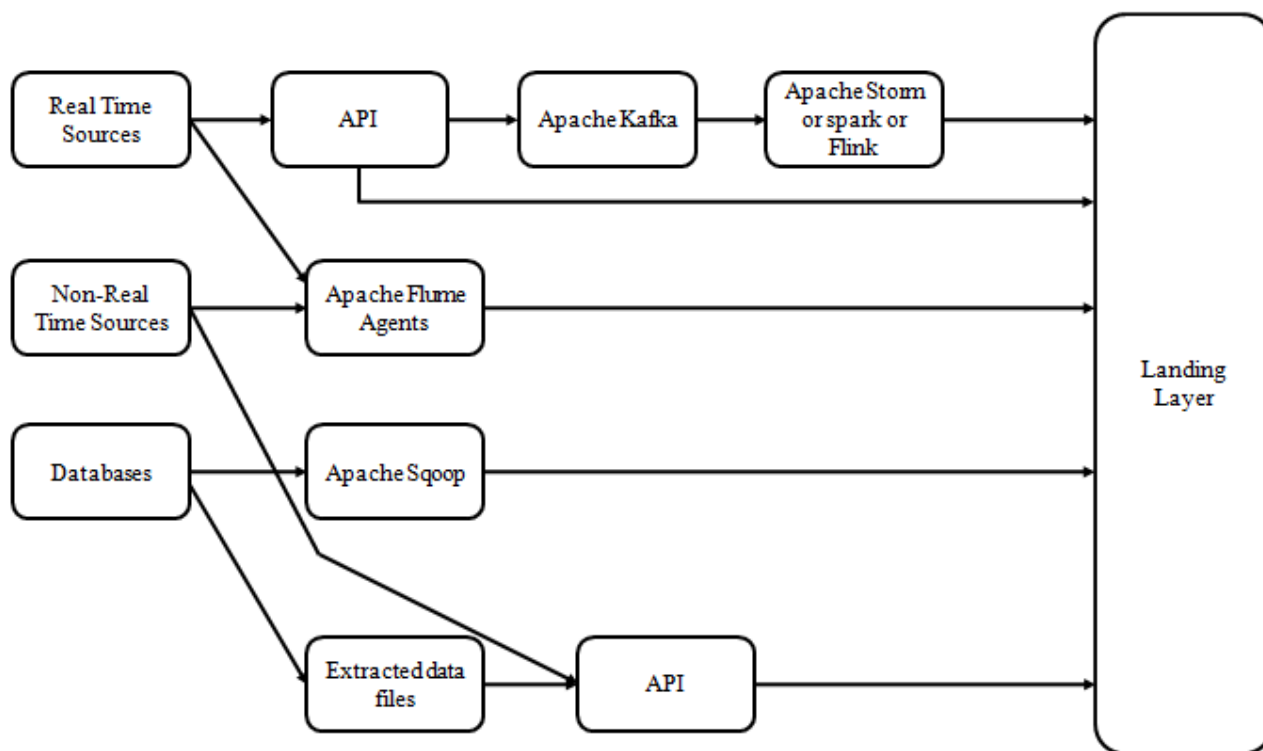 Real Time
Sources
API
Apache Kafka
Apache Storm
or spark or
Flink
Non-Real
Time Sources
Apache Flume
Agents
Landing
Layer
Databases
Apache Sqoop
Extracted data
files
API